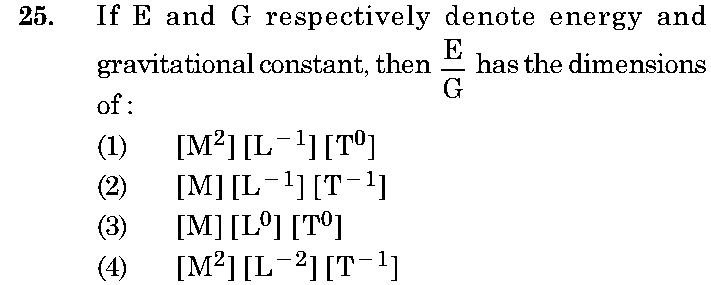 25. If E and G respectively denote energy and
gravitational constant, then E/G has the dimensions
of :
(1) [M²] [L⁻¹] [T⁰]
(2) [M] [L⁻¹] [T⁻¹]
(3) [M] [L⁰] [T⁰]
(4) [M²] [L⁻²] [T⁻¹]